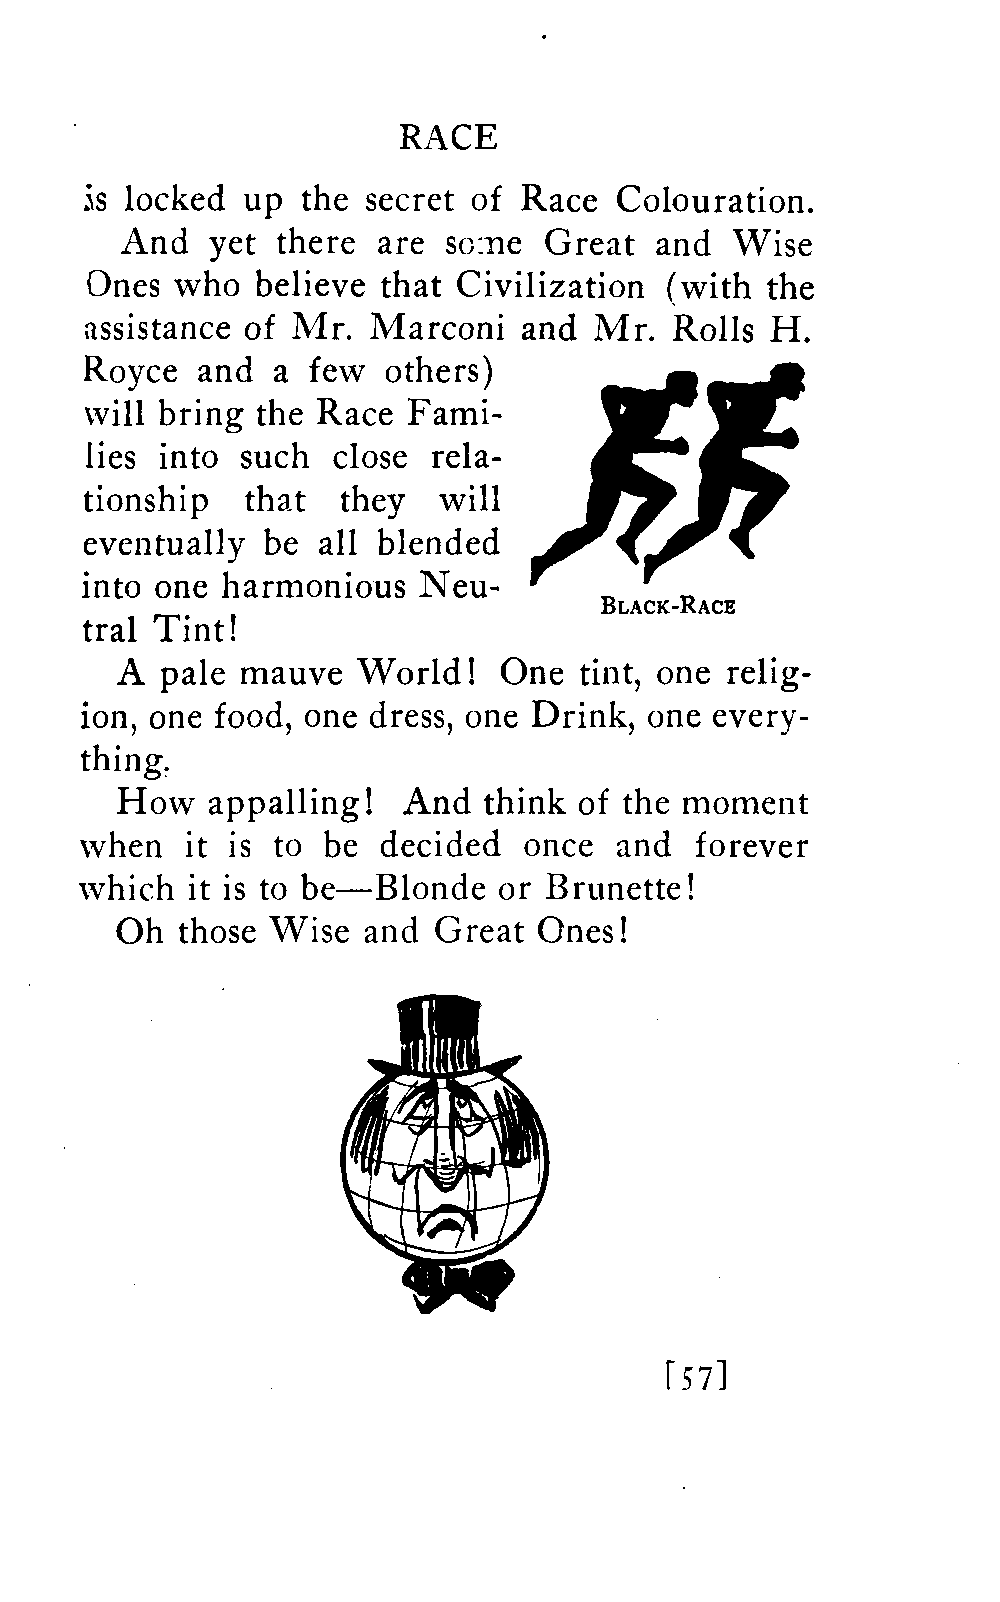 RACE
is locked up the secret of Race Colouration.
And yet there are some Great and Wise
Ones who believe that Civilization (with the
assistance of Mr. Marconi and Mr. Rolls H.
Royce and a few others)
will bring the Race Fami-
lies into such close rela-
tionship that they will
eventually be all blended
into one harmonious Neu-
tral Tint!
BLACK-RACE
A pale mauve World! One tint, one relig-
ion, one food, one dress, one Drink, one every-
thing.
How appalling! And think of the moment
when it is to be decided once and forever
which it is to be—Blonde or Brunette!
Oh those Wise and Great Ones!
[57]